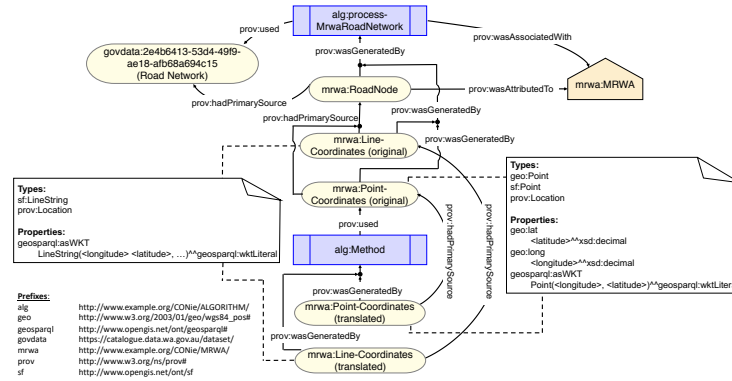 alg:process-
MrwaRoadNetwork
prov:used
prov:wasAssociatedWith
govdata:2e4b6413-53d4-49f9-
ae18-afb68a694c15
(Road Network)
prov:wasGeneratedBy
mrwa:RoadNode
prov:wasAttributedTo
mrwa:MRWA
prov:hadPrimarySource
prov:wasGeneratedBy
prov:hadPrimarySource
prov:wasGeneratedBy
mrwa:Line-
Coordinates (original)
mrwa:Point-
Coordinates (original)
Types:
sf:LineString
prov:Location
Properties:
geosparql:asWKT
LineString(<longitude> <latitude>, …)^^geosparql:wktLiteral
Types:
geo:Point
sf:Point
prov:Location
Properties:
geo:lat
<latitude>^^xsd:decimal
geo:long
<longitude>^^xsd:decimal
geosparql:asWKT
Point(<longitude>, <latitude>)^^geosparql:wktLiteral
prov:used
prov:hadPrimarySource
prov:hadPrimarySource
alg:Method
prov:wasGeneratedBy
mrwa:Point-Coordinates
(translated)
prov:wasGeneratedBy
mrwa:Line-Coordinates
(translated)
Prefixes:
alg http://www.example.org/CONie/ALGORITHM/
geo http://www.w3.org/2003/01/geo/wgs84_pos#
geosparql http://www.opengis.net/ont/geosparql#
govdata https://catalogue.data.wa.gov.au/dataset/
mrwa http://www.example.org/CONie/MRWA/
prov http://www.w3.org/ns/prov#
sf http://www.opengis.net/ont/sf